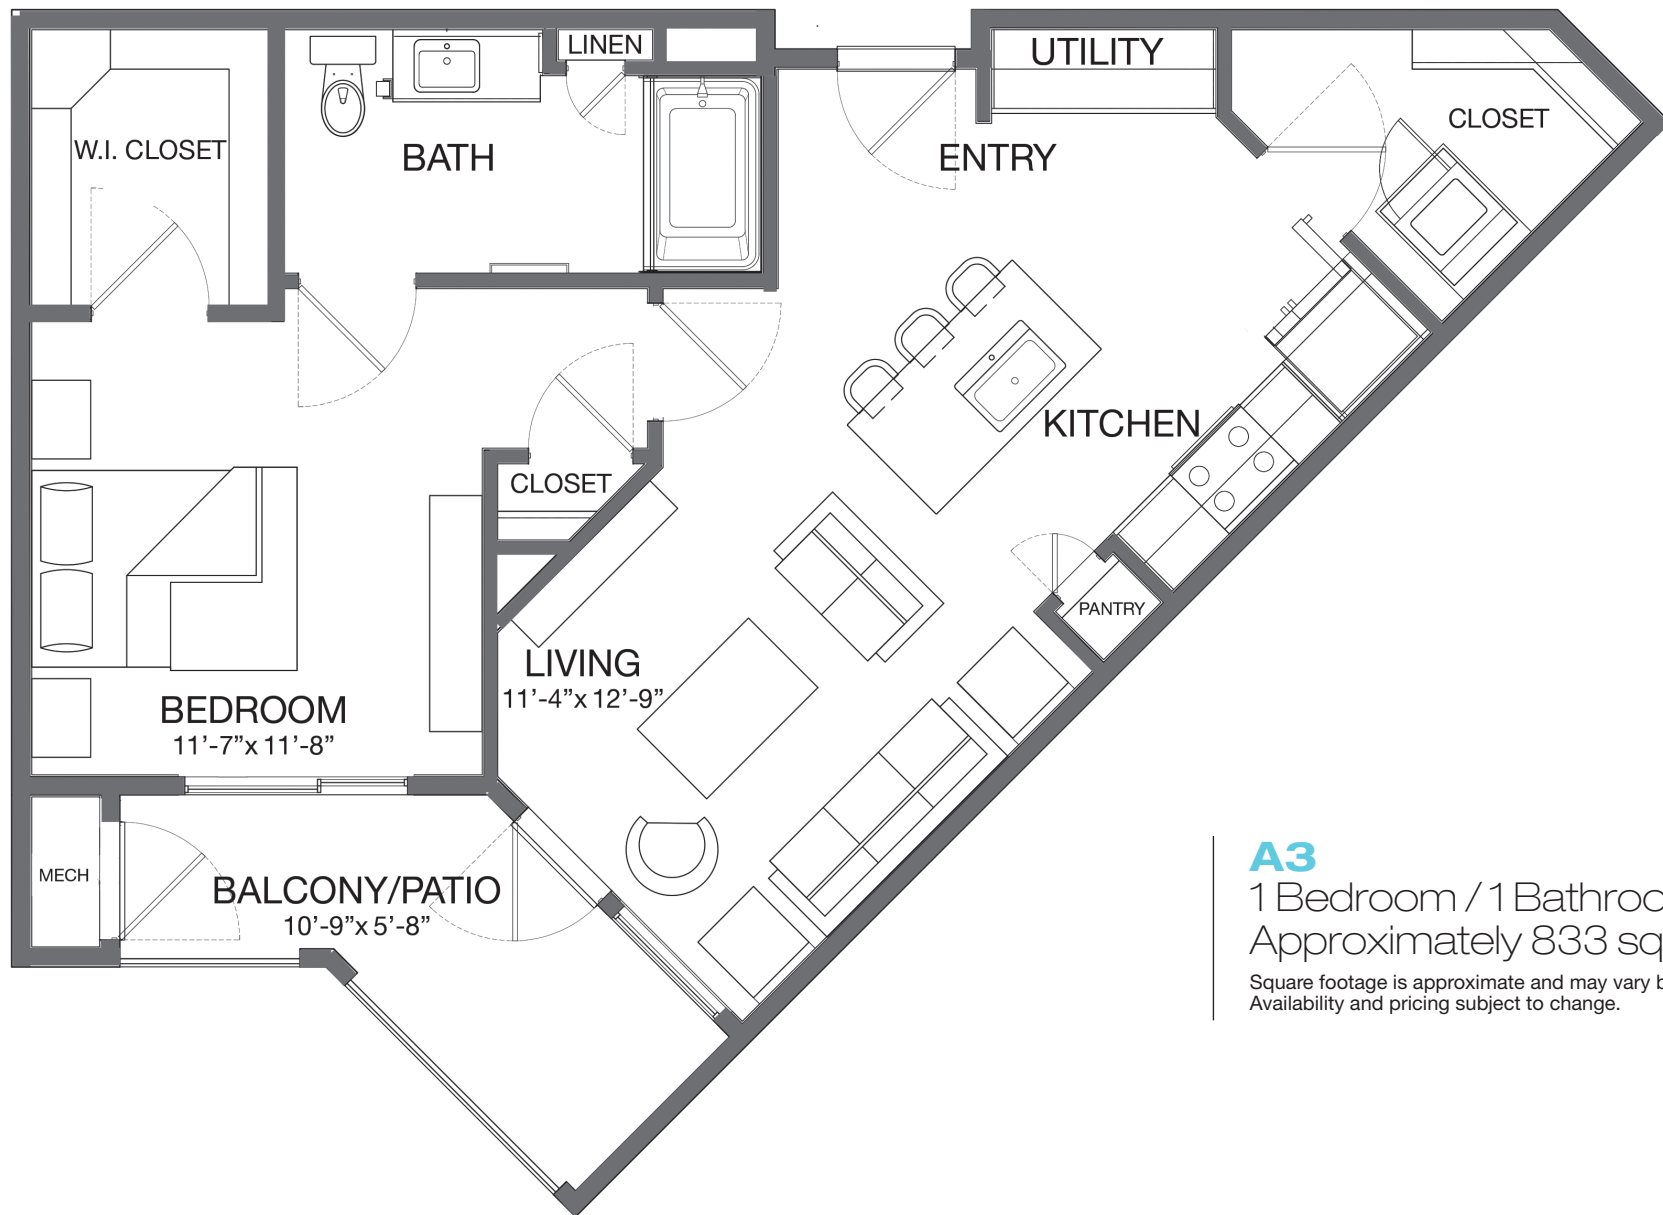 LINEN
UTILITY
CLOSET
W.I. CLOSET
BATH
ENTRY
KITCHEN
CLOSET
PANTRY
LIVING
11’-4”x 12’-9”
BEDROOM
11’-7”x 11’-8”
MECH
BALCONY/PATIO
10’-9”x 5’-8”
A3
1 Bedroom / 1
Approximately 833
Square footage is approximate and may vary
Availability and pricing subject to change.